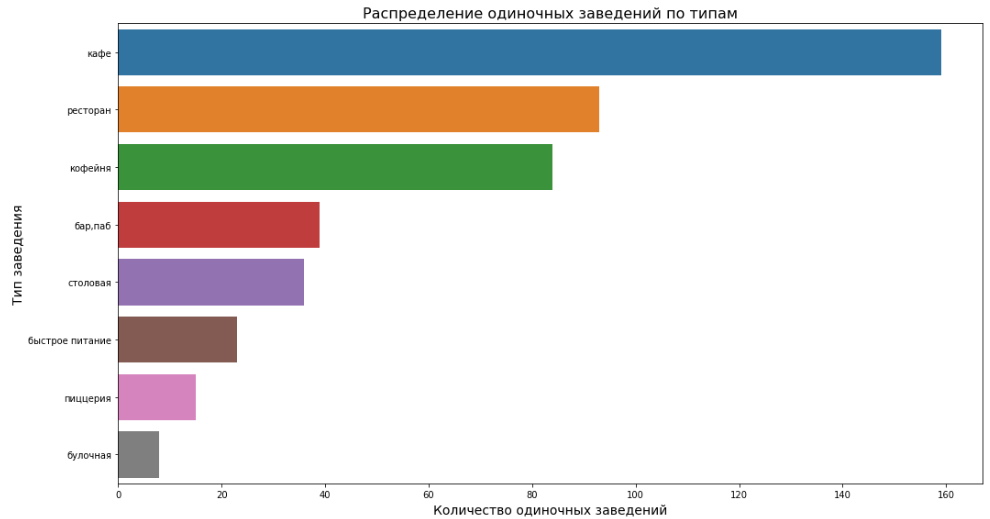 Распределение одиночных заведений по типам
Тип заведения
кафе
ресторан
кофейня
бар,паб
столовая
быстрое питание
пиццерия
булочная
0 20 40 60 80 100 120 140 160
Количество одиночных заведений